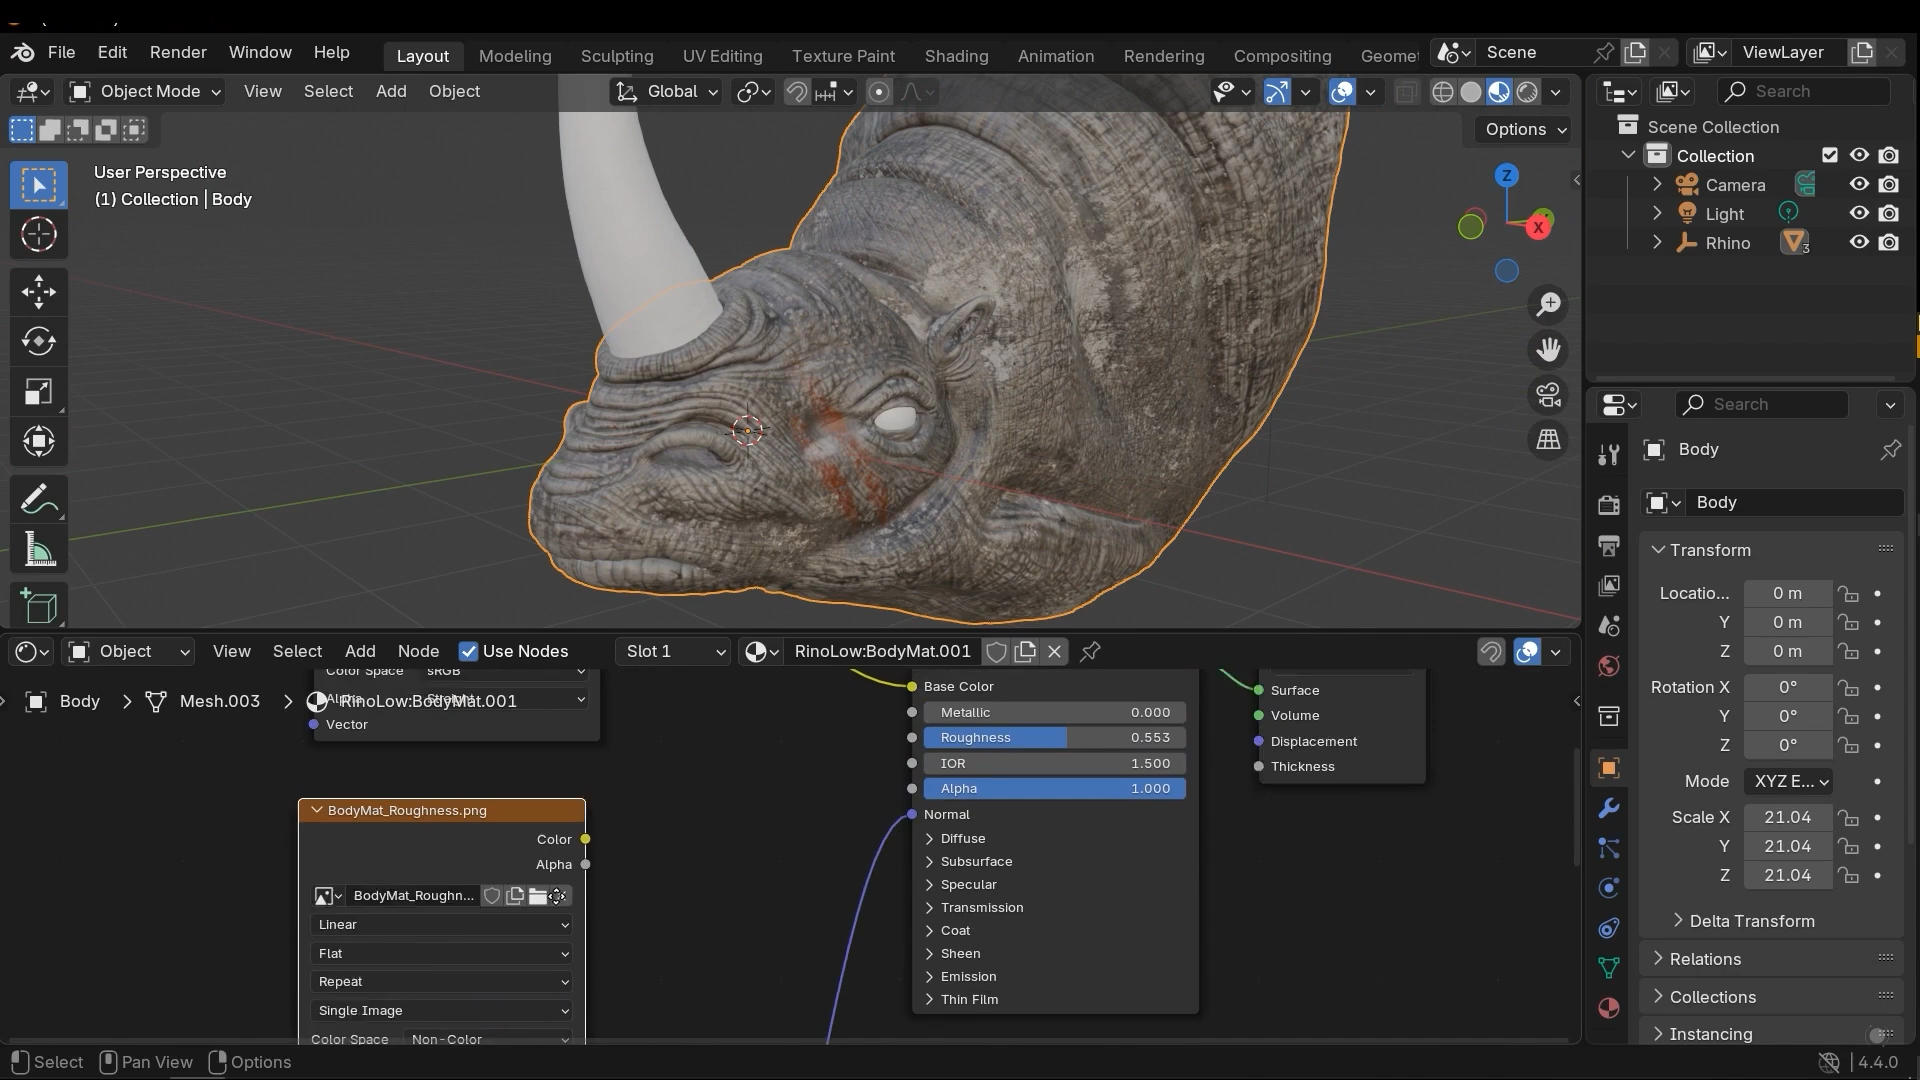 File Edit Render Window Help Layout Modeling Sculpting UV Editing Texture Paint Shading Animation Rendering Compositing Geomet Scene ViewLayer
Object Mode View Select Add Object Global Search
Options
Scene Collection
Collection
Camera
Light
Rhino 3
User Perspective
(1) Collection | Body
Z
X
Search
Body
Body
Transform
Locatio... 0 m
Y 0 m
Z 0 m
Rotation X 0°
Y 0°
Z 0°
Mode XYZ E...
Scale X 21.04
Y 21.04
Z 21.04
Delta Transform
Relations
Collections
Instancing
Object View Select Add Node Use Nodes Slot 1 RinoLow:BodyMat.001
Color Space sRGB
Alpha Straight
Body Mesh.003 RinoLow:BodyMat.001
Vector
BodyMat_Roughness.png
Color
Alpha
BodyMat_Roughn...
Linear
Flat
Repeat
Single Image
Color Space Non-Color
Base Color
Metallic 0.000
Roughness 0.553
IOR 1.500
Alpha 1.000
Normal
Diffuse
Subsurface
Specular
Transmission
Coat
Sheen
Emission
Thin Film
Surface
Volume
Displacement
Thickness
Select Pan View Options 4.4.0